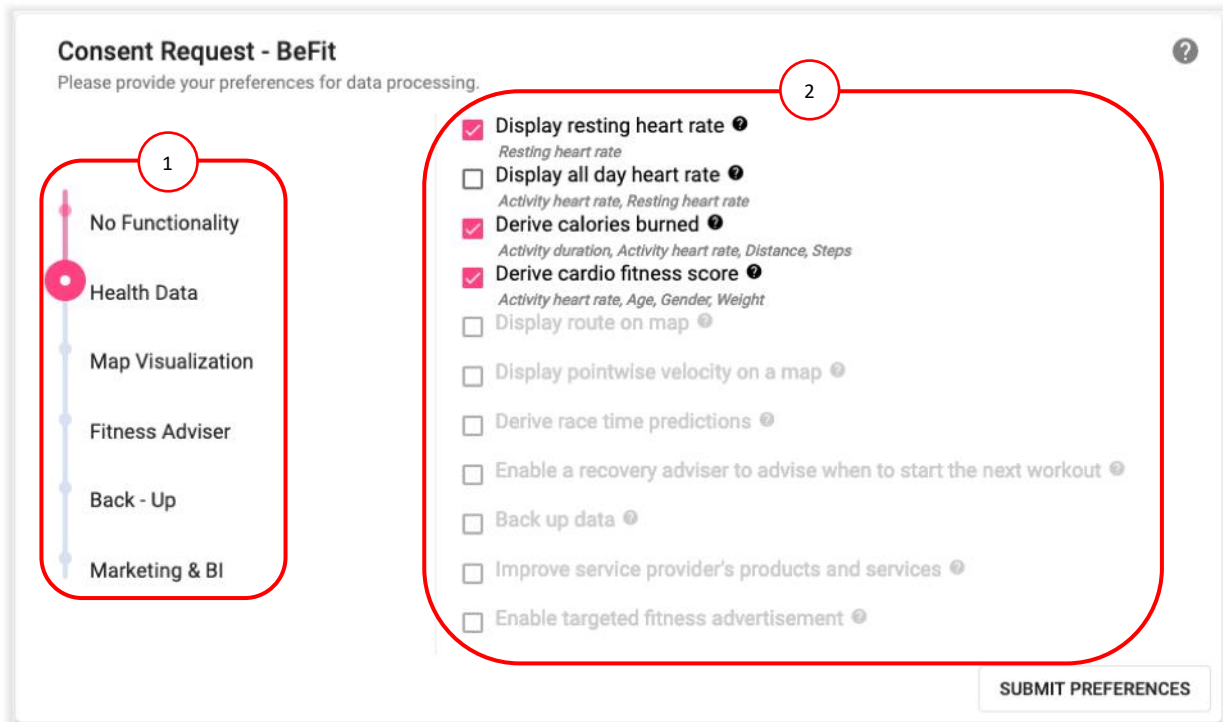 Consent Request - BeFit
Please provide your preferences for data processing.
1
No Functionality
Health Data
Map Visualization
Fitness Adviser
Back - Up
Marketing & BI
2
Display resting heart rate
Resting heart rate
Display all day heart rate
Activity heart rate, Resting heart rate
Derive calories burned
Activity duration, Activity heart rate, Distance, Steps
Derive cardio fitness score
Activity heart rate, Age, Gender, Weight
Display route on map
Display pointwise velocity on a map
Derive race time predictions
Enable a recovery adviser to advise when to start the next workout
Back up data
Improve service provider's products and services
Enable targeted fitness advertisement
SUBMIT PREFERENCES